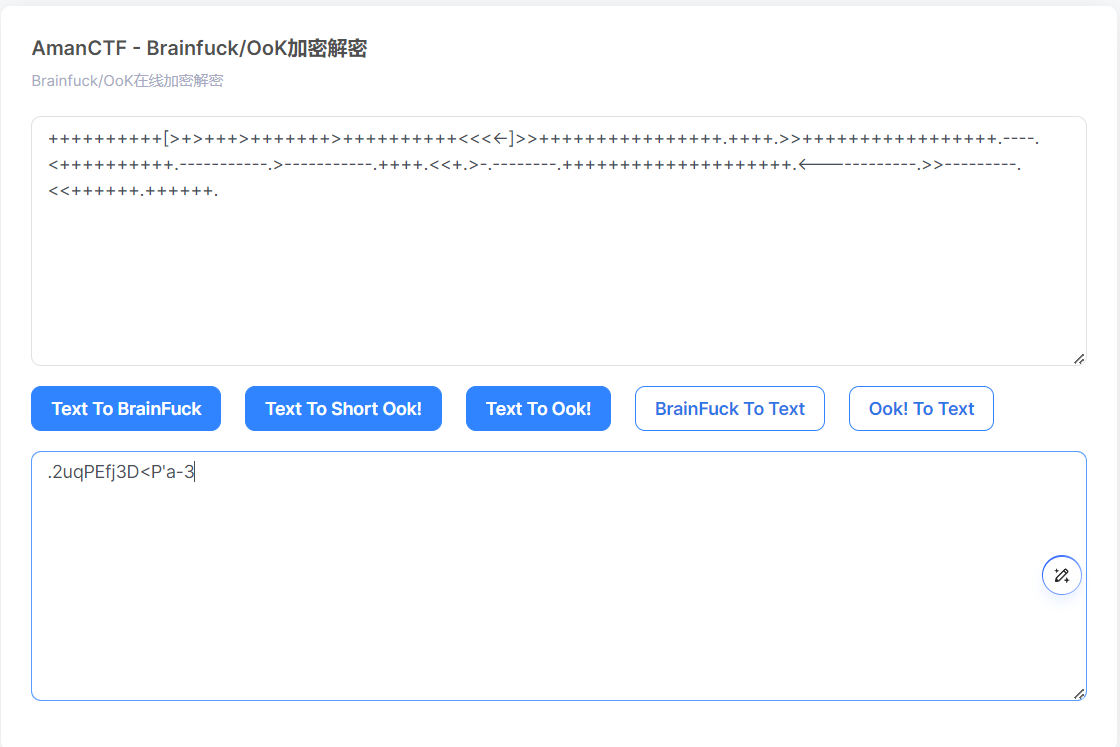 AmanCTF - Brainfuck/OoK加密解密
Brainfuck/OoK在线加密解密
++++++++++[>+>+++>+++++++>++++++++++<<<<-]>>++++++++++++++++.++++.>>+++++++++++++++++.----.
<++++++++++.-----------.>-----------.++++.<<+.>-.--------.++++++++++++++++++++.<------------.>>---------.
<<++++++.++++++.
Text To BrainFuck Text To Short Ook! Text To Ook! BrainFuck To Text Ook! To Text
.2uqPEfj3D<P'a-3